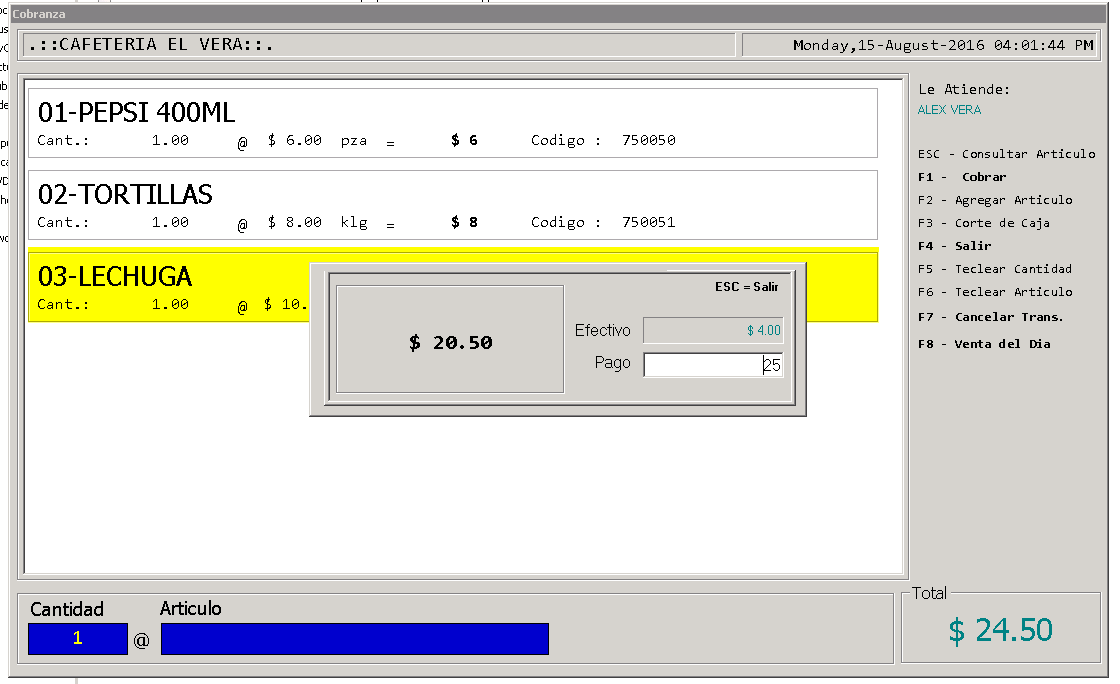 Cobranza
.::CAFETERIA EL VERA::.
Monday,15-August-2016 04:01:44 PM
01-PEPSI 400ML
Cant.: 1.00 @ $ 6.00 pza = $ 6 Codigo : 750050
02-TORTILLAS
Cant.: 1.00 @ $ 8.00 klg = $ 8 Codigo : 750051
03-LECHUGA
Cant.: 1.00 @ $ 10.
ESC = Salir
$ 20.50
Efectivo $ 4.00
Pago 25
Le Atiende:
ALEX VERA
ESC - Consultar Articulo
F1 - Cobrar
F2 - Agregar Articulo
F3 - Corte de Caja
F4 - Salir
F5 - Teclear Cantidad
F6 - Teclear Articulo
F7 - Cancelar Trans.
F8 - Venta del Dia
Cantidad Articulo
1 @
Total
$ 24.50